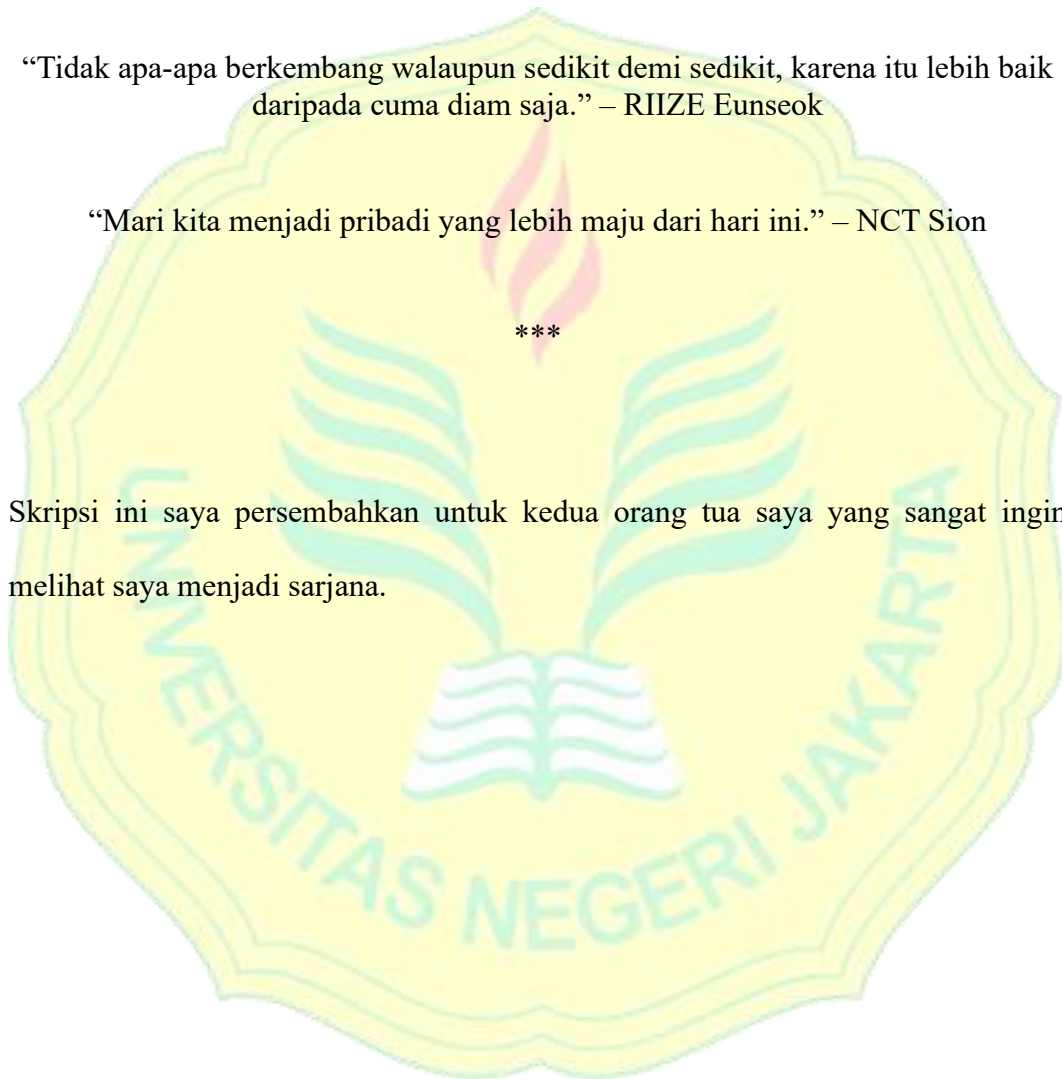 “Tidak apa-apa berkembang walaupun sedikit demi sedikit, karena itu lebih baik
daripada cuma diam saja.” – RIIZE Eunseok
“Mari kita menjadi pribadi yang lebih maju dari hari ini.” – NCT Sion
***
Skripsi ini saya persembahkan untuk kedua orang tua saya yang sangat ingin
melihat saya menjadi sarjana.
UNIVERSITAS NEGERI JAKARTA